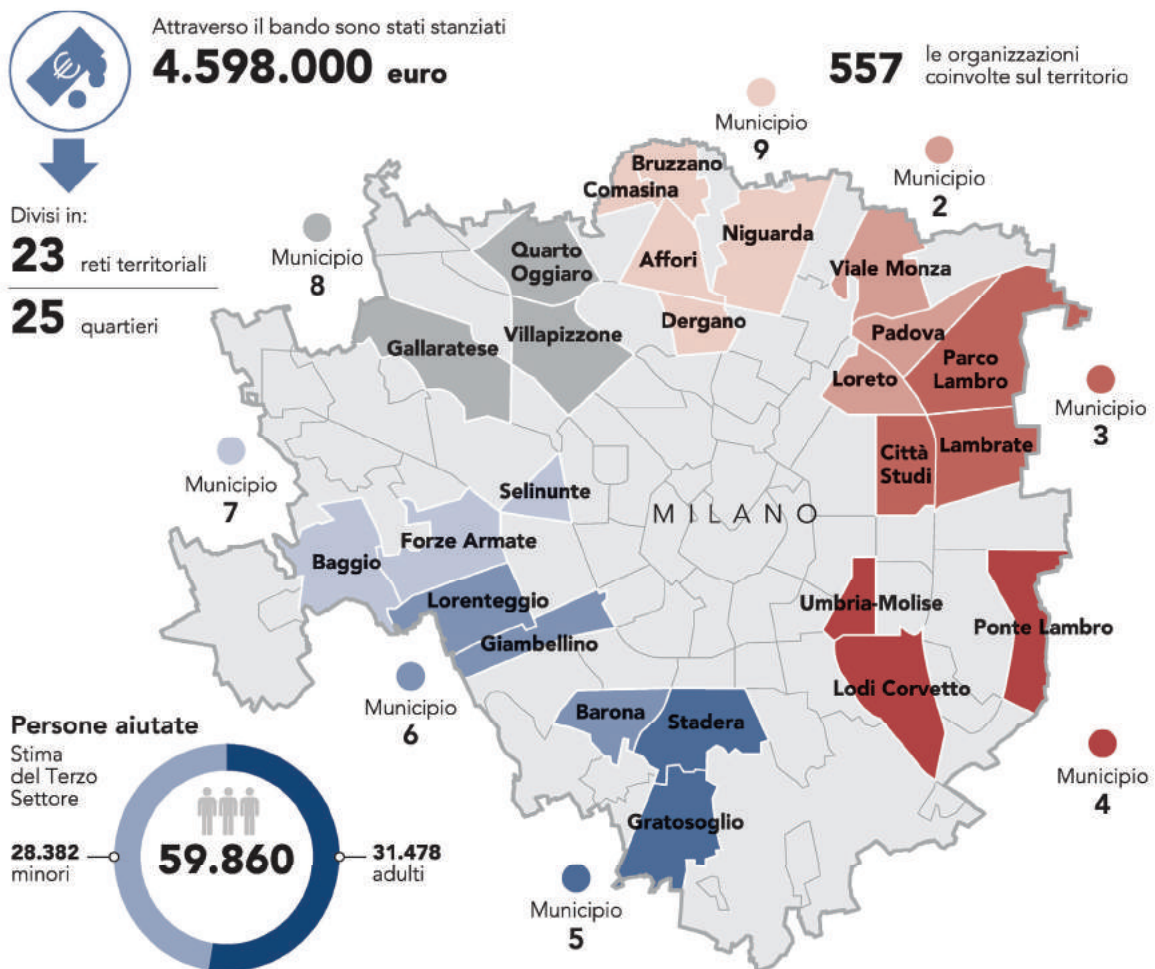 Attraverso il bando sono stati stanziati
4.598.000 euro
557 le organizzazioni
coinvolte sul territorio
Divisi in:
23 reti territoriali
25 quartieri
Municipio
9
Municipio
2
Municipio
8
Municipio
3
Municipio
7
Municipio
6
Municipio
4
Municipio
5
Bruzzano
Comasina
Niguarda
Affori
Dergano
Quarto
Oggiaro
Villapizzone
Gallaratese
Viale Monza
Padova
Loreto
Parco
Lambro
Città
Studi
Lambrate
MILANO
Selinunte
Forze Armate
Baggio
Lorenteggio
Giambellino
Umbria-Molise
Ponte Lambro
Lodi Corvetto
Barona
Stadera
Gratosoglio
Persone aiutate
Stima
del Terzo
Settore
28.382
minori
59.860
31.478
adulti
€